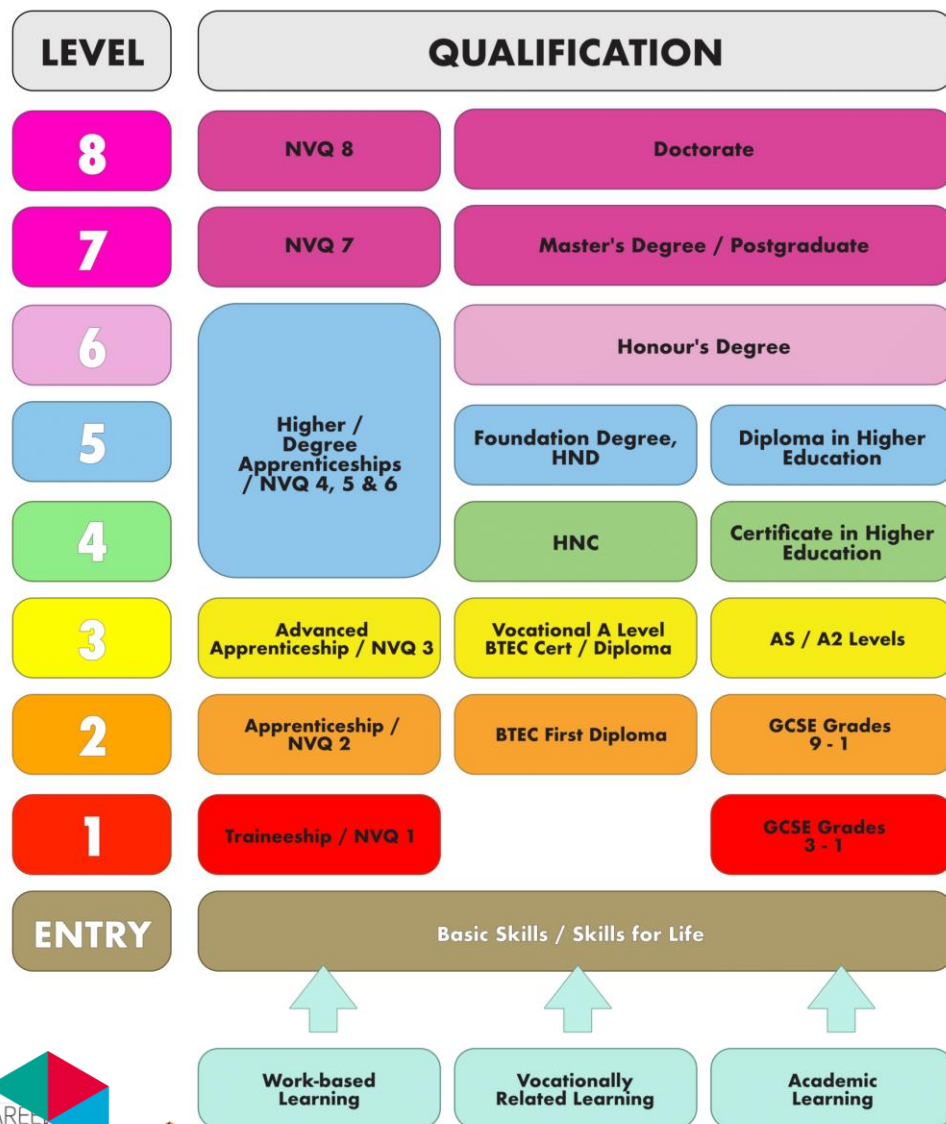 LEVEL
QUALIFICATION
8
NVQ 8
Doctorate
7
NVQ 7
Master's Degree / Postgraduate
6
Honour's Degree
Higher /
Degree
Apprenticeships
/ NVQ 4, 5 & 6
5
Foundation Degree,
HND
Diploma in Higher
Education
4
HNC
Certificate in Higher
Education
3
Advanced
Apprenticeship / NVQ 3
Vocational A Level
BTEC Cert / Diploma
AS / A2 Levels
2
Apprenticeship /
NVQ 2
BTEC First Diploma
GCSE Grades
9 - 1
1
Traineeship / NVQ 1
GCSE Grades
3 - 1
ENTRY
Basic Skills / Skills for Life
Work-based
Learning
Vocationally
Related Learning
Academic
Learning